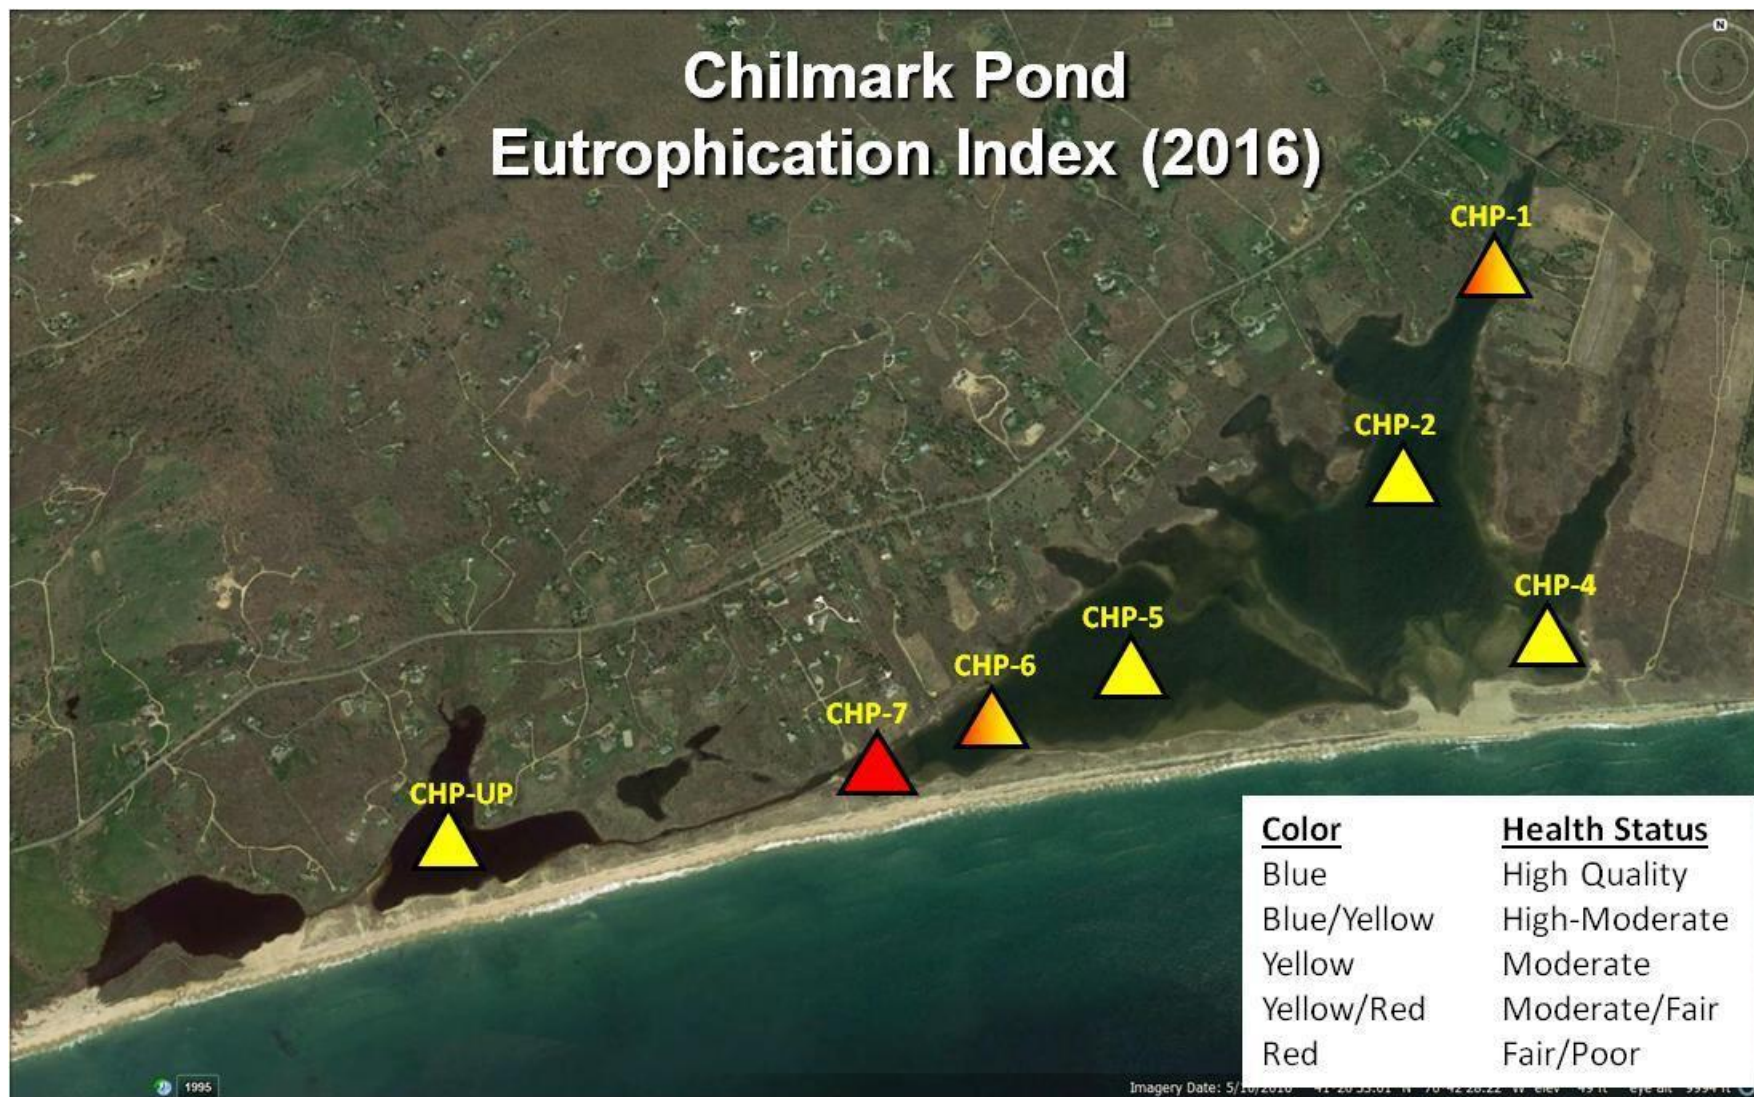 N
Chilmark Pond
Eutrophication Index (2016)
CHP-1
CHP-2
CHP-4
CHP-5
CHP-6
CHP-7
CHP-UP
Color Health Status
Blue High Quality
Blue/Yellow High-Moderate
Yellow Moderate
Yellow/Red Moderate/Fair
Red Fair/Poor
1995
Imagery Date: